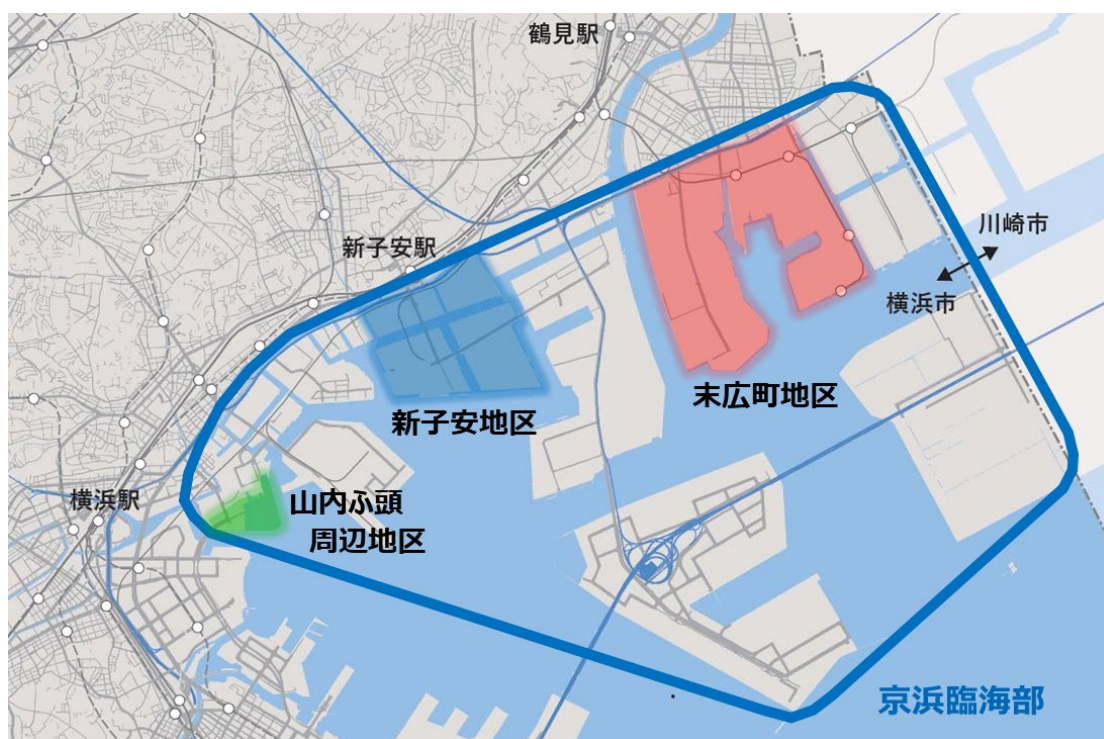 鶴見駅
川崎市
新子安駅
横浜市
末広町地区
新子安地区
横浜駅
山内ふ頭
周辺地区
京浜臨海部